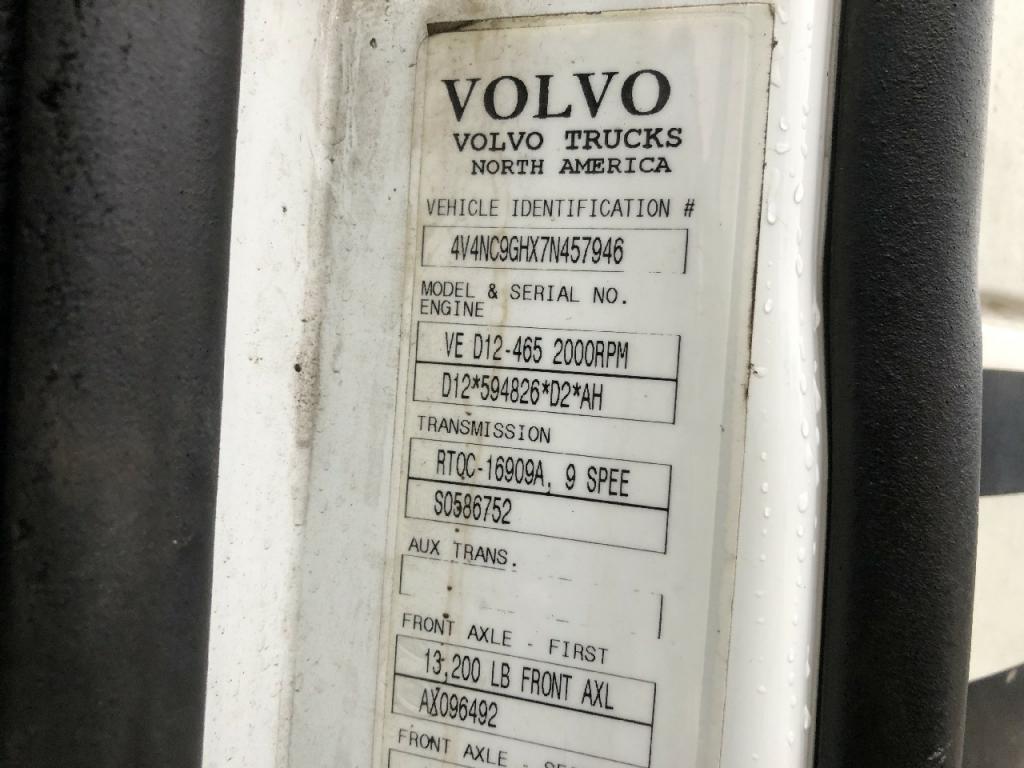 VOLVO
VOLVO TRUCKS
NORTH AMERICA
VEHICLE IDENTIFICATION #
4V4NC9GHX7N457946
MODEL & SERIAL NO.
ENGINE
VE D12-465 2000RPM
D12*594826*D2*AH
TRANSMISSION
RTOC-16909A, 9 SPEE
S0586752
AUX TRANS.
FRONT AXLE - FIRST
13,200 LB FRONT AXL
AX096492
FRONT AXLE -